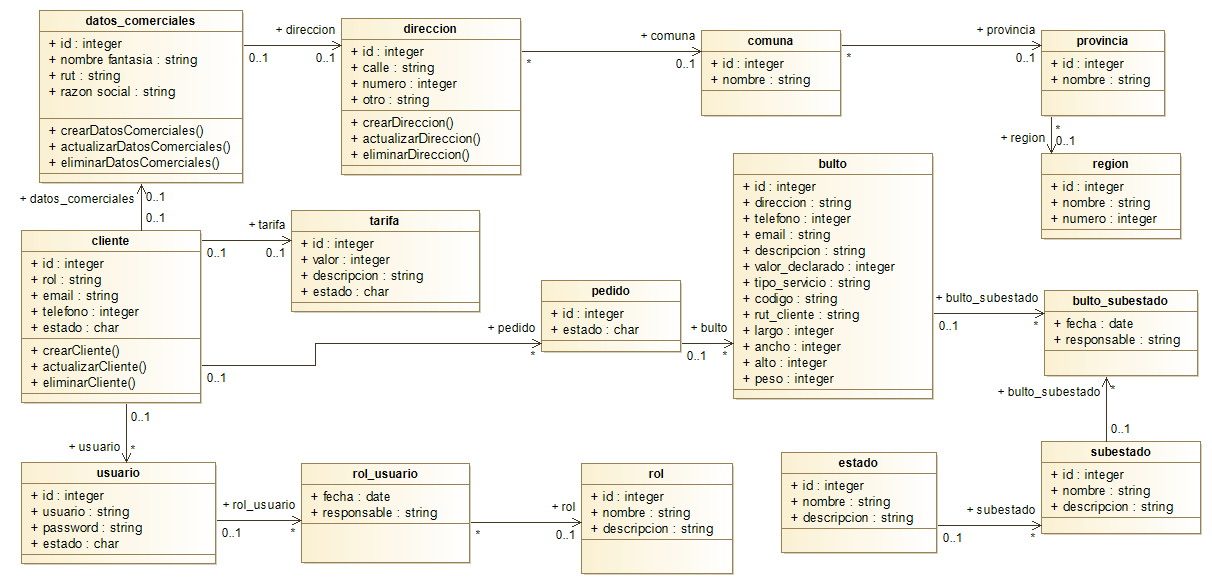 datos_comerciales
+ id : integer
+ nombre fantasia : string
+ rut : string
+ razon social : string
+ crearDatosComerciales()
+ actualizarDatosComerciales()
+ eliminarDatosComerciales()
+ direccion
0..1
0..1
direccion
+ id : integer
+ calle : string
+ numero : integer
+ otro : string
+ crearDireccion()
+ actualizarDireccion()
+ eliminarDireccion()
+ comuna
*
0..1
comuna
+ id : integer
+ nombre : string
+ provincia
*
0..1
provincia
+ id : integer
+ nombre : string
*
+ region
0..1
region
+ id : integer
+ nombre : string
+ numero : integer
+ datos_comerciales
0..1
0..1
cliente
+ id : integer
+ rol : string
+ email : string
+ telefono : integer
+ estado : char
+ crearCliente()
+ actualizarCliente()
+ eliminarCliente()
+ tarifa
0..1
0..1
tarifa
+ id : integer
+ valor : integer
+ descripcion : string
+ estado : char
+ pedido
0..1
*
pedido
+ id : integer
+ estado : char
+ bulto
0..1
*
bulto
+ id : integer
+ direccion : string
+ telefono : integer
+ email : string
+ descripcion : string
+ valor_declarado : integer
+ tipo_servicio : string
+ codigo : string
+ rut_cliente : string
+ largo : integer
+ ancho : integer
+ alto : integer
+ peso : integer
+ bulto_subestado
0..1
*
bulto_subestado
+ fecha : date
+ responsable : string
+ bulto_subestado
*
0..1
0..1
+ usuario
*
usuario
+ id : integer
+ usuario : string
+ password : string
+ estado : char
+ rol_usuario
0..1
*
rol_usuario
+ fecha : date
+ responsable : string
+ rol
*
0..1
rol
+ id : integer
+ nombre : string
+ descripcion : string
estado
+ id : integer
+ nombre : string
+ descripcion : string
+ subestado
0..1
*
subestado
+ id : integer
+ nombre : string
+ descripcion : string